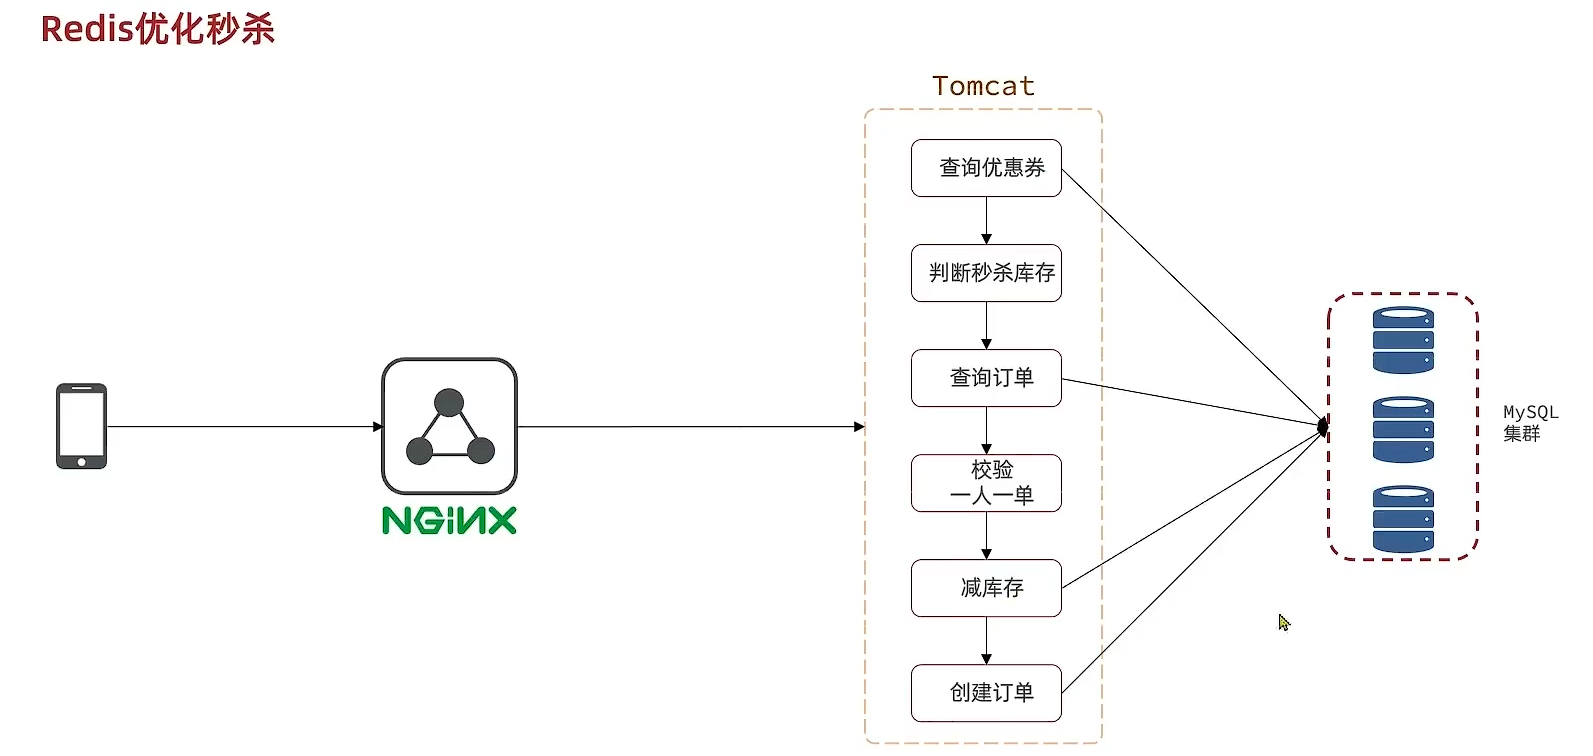 Redis优化秒杀
Tomcat
查询优惠券
判断秒杀库存
查询订单
校验
一人一单
减库存
创建订单
NGINX
MySQL
集群